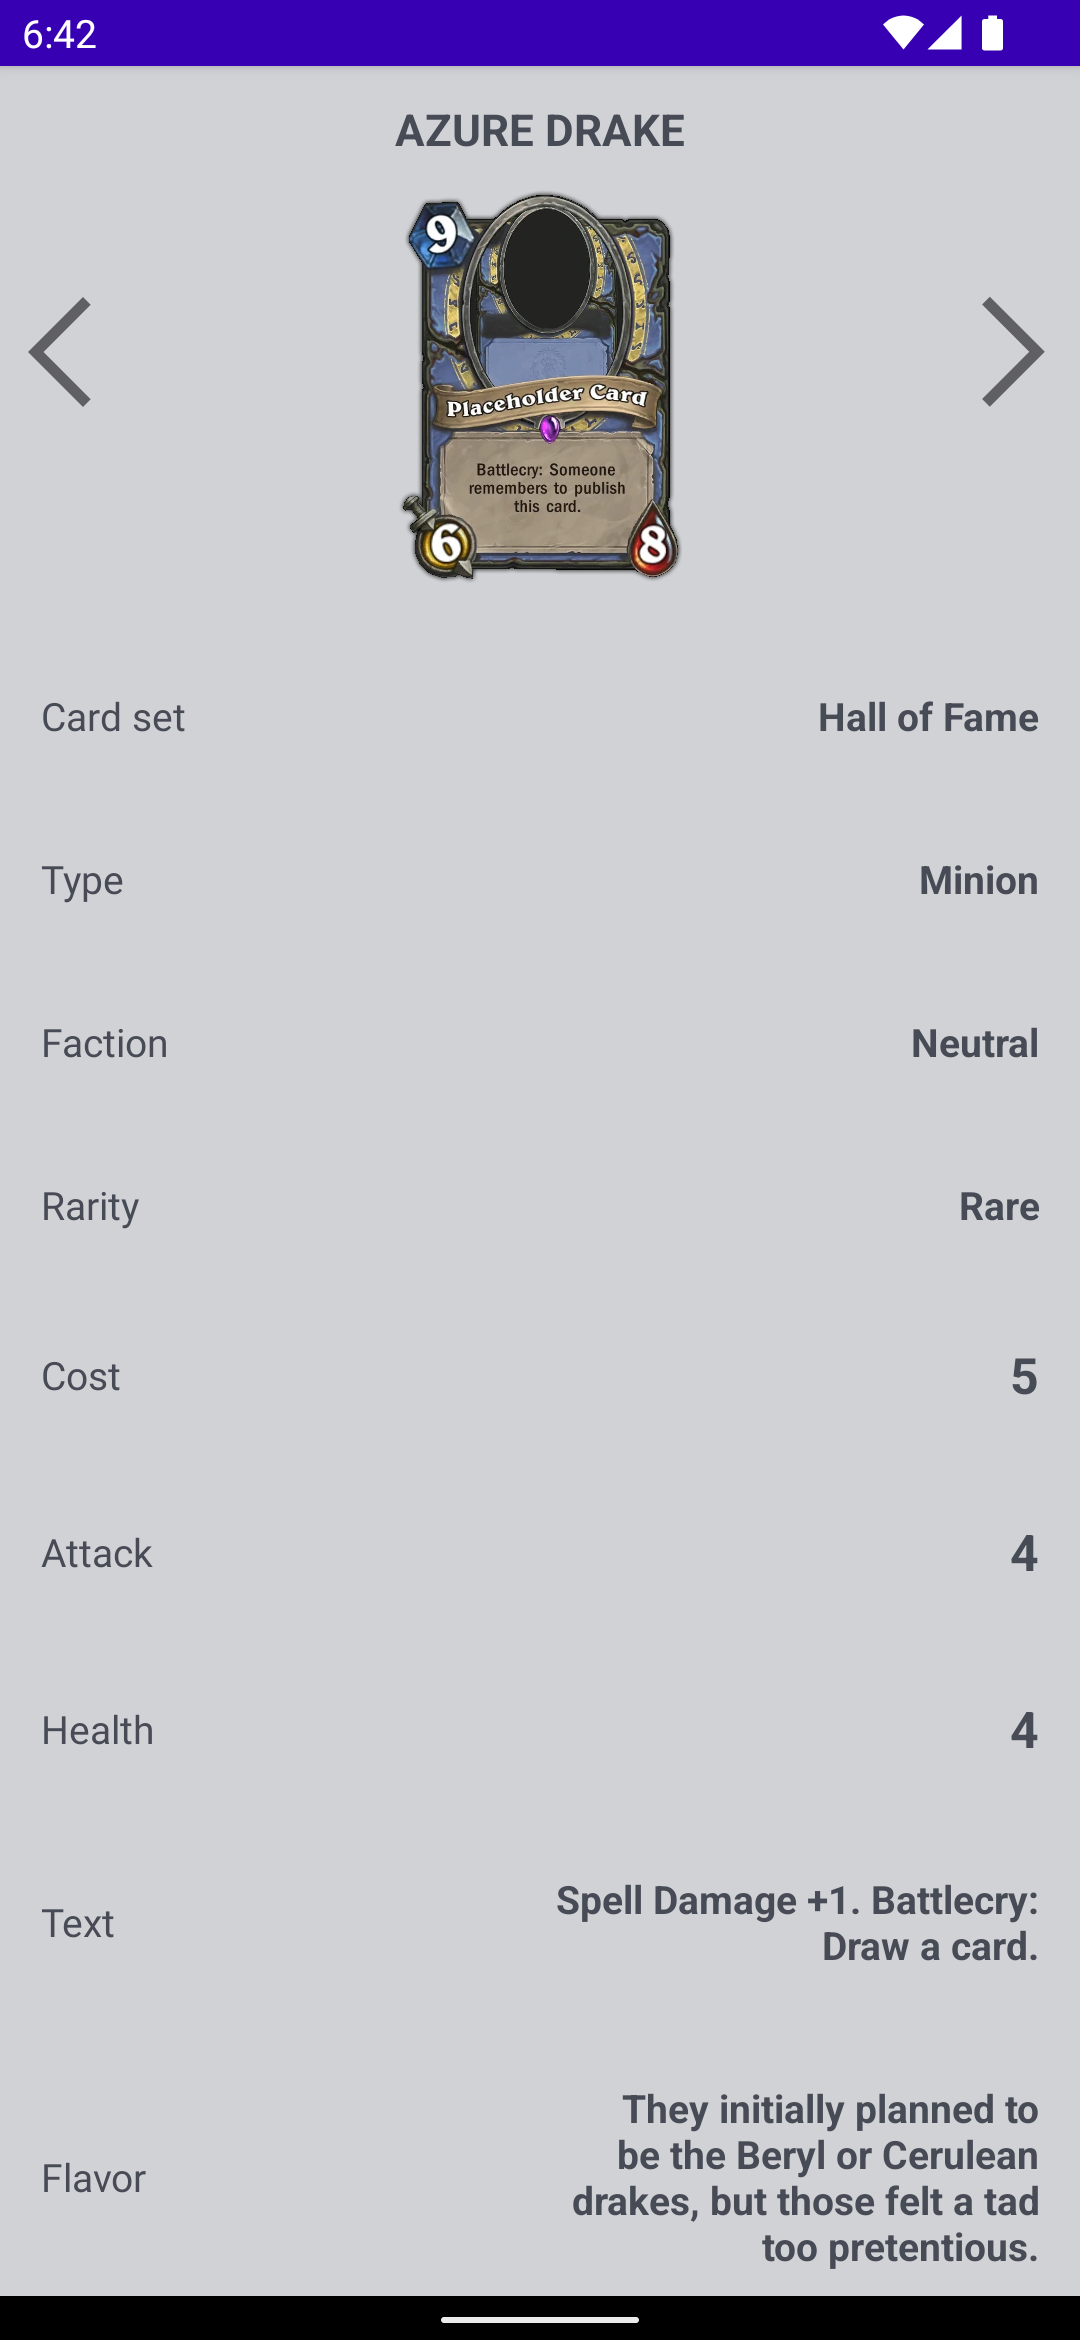 6:42
AZURE DRAKE
9
Placeholder Card
Battlecry: Someone
remembers to publish
this card.
6
8
Card set
Hall of Fame
Type
Minion
Faction
Neutral
Rarity
Rare
Cost
5
Attack
4
Health
4
Text
Spell Damage +1. Battlecry:
Draw a card.
Flavor
They initially planned to
be the Beryl or Cerulean
drakes, but those felt a tad
too pretentious.